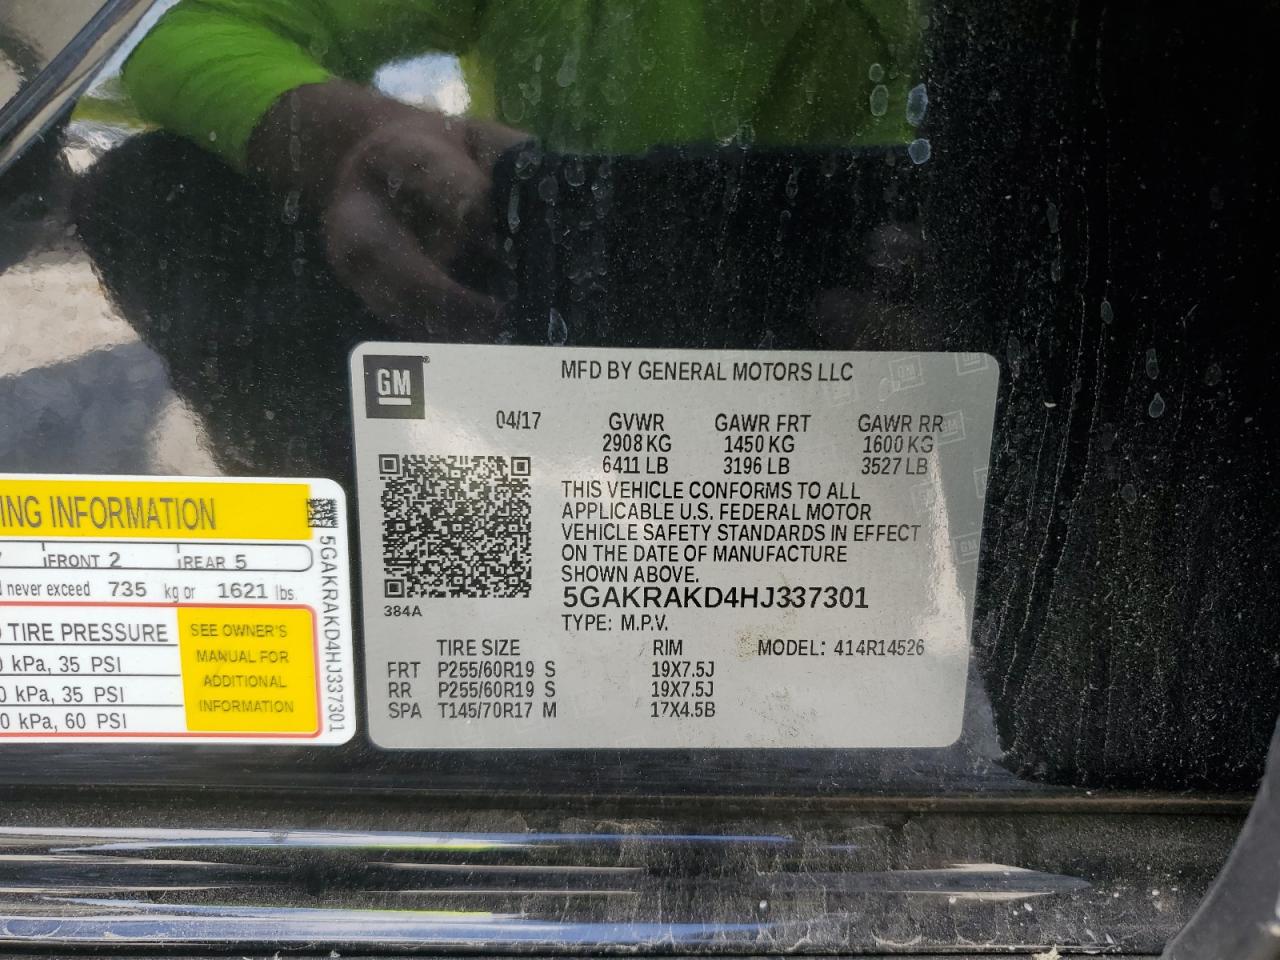 GM
MFD BY GENERAL MOTORS LLC
04/17 GVWR GAWR FRT GAWR RR
2908 KG 1450 KG 1600 KG
6411 LB 3196 LB 3527 LB
THIS VEHICLE CONFORMS TO ALL
APPLICABLE U.S. FEDERAL MOTOR
VEHICLE SAFETY STANDARDS IN EFFECT
ON THE DATE OF MANUFACTURE
SHOWN ABOVE.
384A
5GAKRAKD4HJ337301
TYPE: M.P.V.
TIRE SIZE RIM MODEL: 414R14526
FRT P255/60R19 S 19X7.5J
RR P255/60R19 S 19X7.5J
SPA T145/70R17 M 17X4.5B
ING INFORMATION
FRONT 2 REAR 5
never exceed 735 kg or 1621 lbs.
TIRE PRESSURE
0 kPa, 35 PSI
0 kPa, 35 PSI
0 kPa, 60 PSI
SEE OWNER'S
MANUAL FOR
ADDITIONAL
INFORMATION
5GAKRAKD4HJ337301